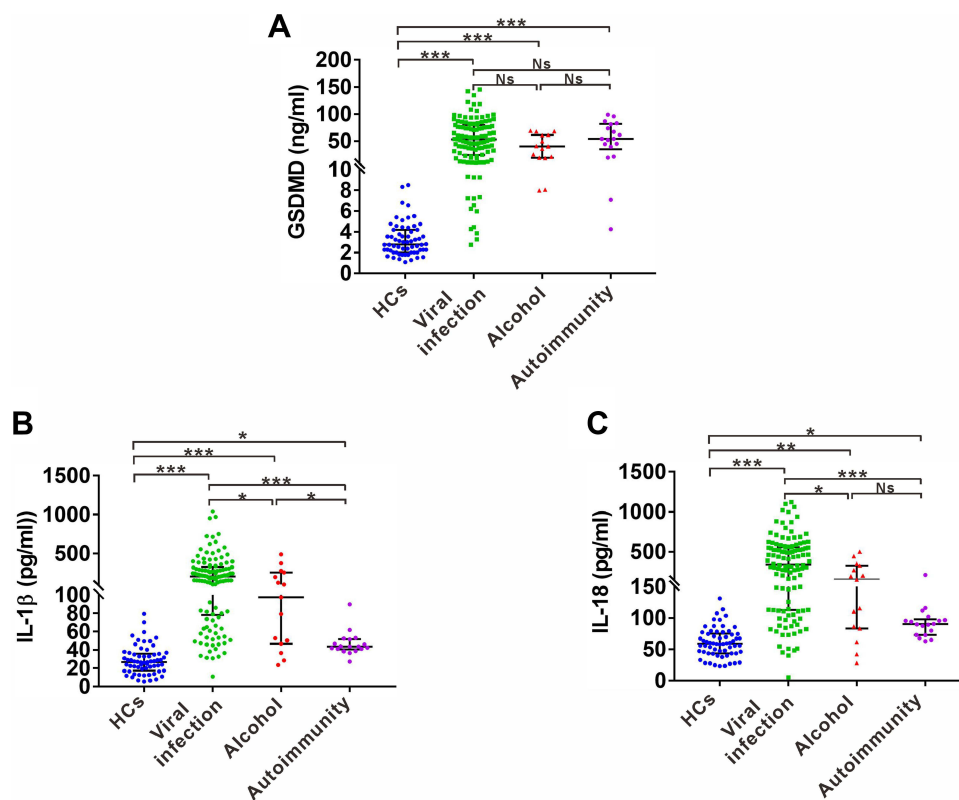 A
***
***
***
Ns
Ns
Ns
GSDMD (ng/ml)
200
150
100
50
10
8
6
4
2
0
HCs
Viral
infection
Alcohol
Autoimmunity
B
*
***
***
***
*
*
IL-1β (pg/ml))
1500
1000
500
100
80
60
40
20
0
HCs
Viral
infection
Alcohol
Autoimmunity
C
*
**
***
***
*
Ns
IL-18 (pg/ml)
1500
1000
500
150
100
50
0
HCs
Viral
infection
Alcohol
Autoimmunity